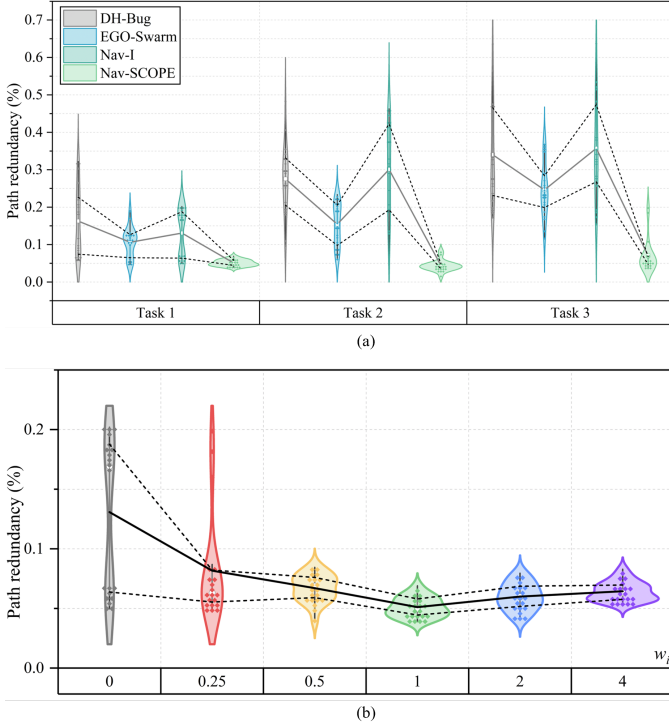 DH-Bug
EGO-Swarm
Nav-I
Nav-SCOPE
Path redundancy (%)
0.7
0.6
0.5
0.4
0.3
0.2
0.1
0.0
Task 1 Task 2 Task 3
(a)
Path redundancy (%)
0.2
0.1
0.0
w_i
0 0.25 0.5 1 2 4
(b)